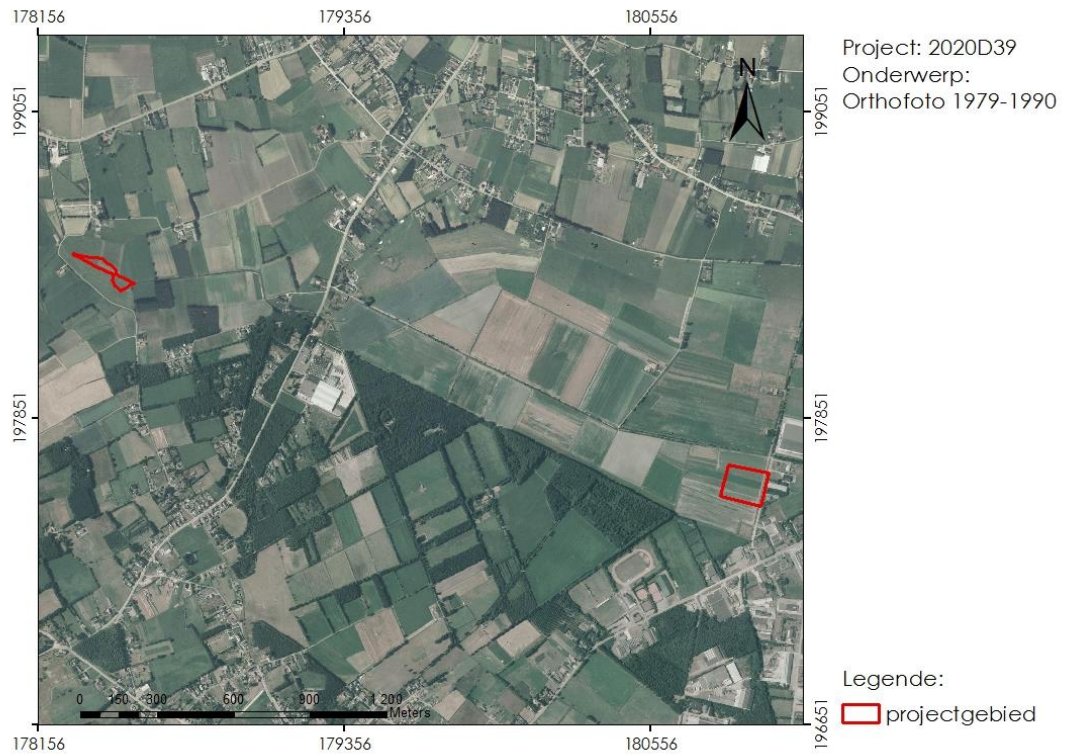 178156 179356 180556
199051 199051
197851 197851
196651
178156 179356 180556
N
0 150 300 600 900 1 200
Meters
Project: 2020D39
Onderwerp:
Orthofoto 1979-1990
Legende:
projectgebied